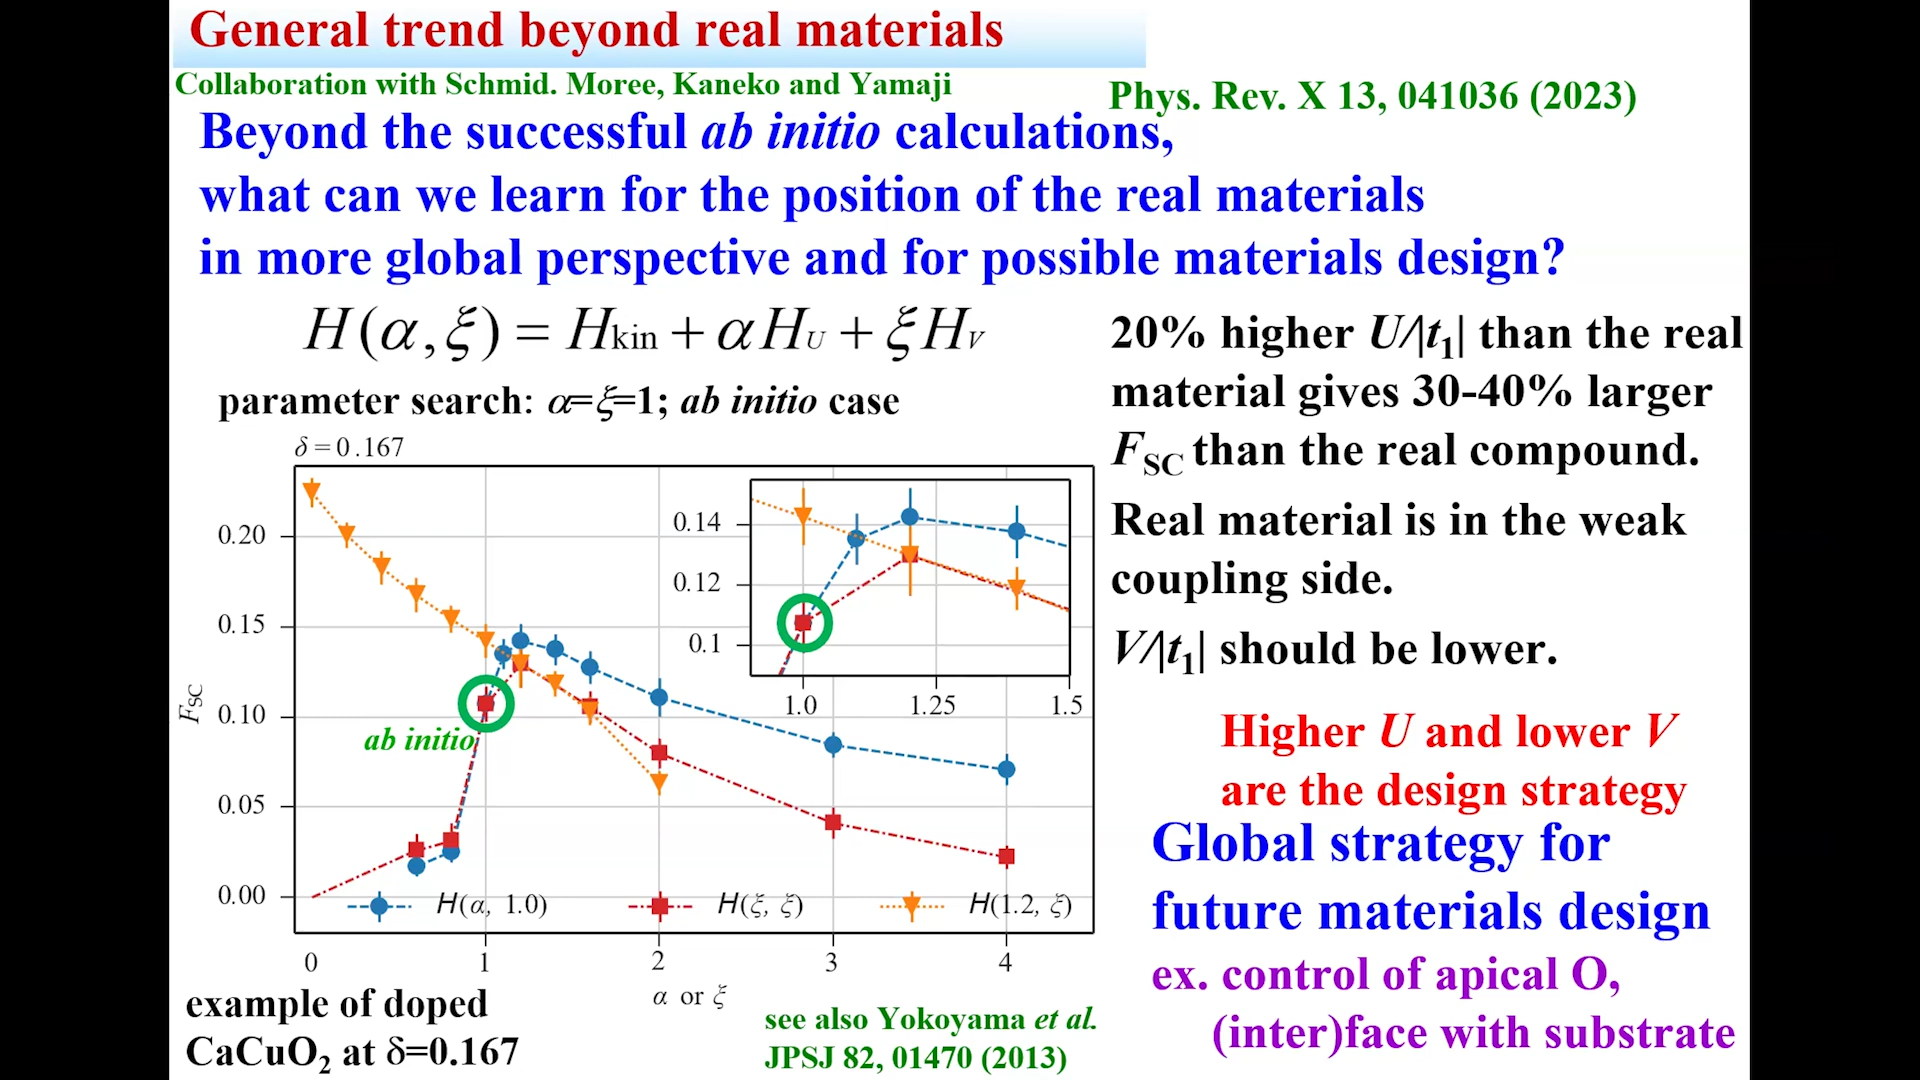 General trend beyond real materials
Collaboration with Schmid. Moree, Kaneko and Yamaji
Phys. Rev. X 13, 041036 (2023)
Beyond the successful ab initio calculations,
what can we learn for the position of the real materials
in more global perspective and for possible materials design?
H(α,ξ) = Hkin + αHU + ξHV
parameter search: α=ξ=1; ab initio case
δ = 0.167
0.20
0.15
0.10
0.05
0.00
FSC
ab initio
0.14
0.12
0.1
1.0 1.25 1.5
H(α, 1.0) H(ξ, ξ) H(1.2, ξ)
0 1 2 3 4
α or ξ
example of doped
CaCuO2 at δ=0.167
see also Yokoyama et al.
JPSJ 82, 01470 (2013)
20% higher U/|t1| than the real
material gives 30-40% larger
FSC than the real compound.
Real material is in the weak
coupling side.
V/|t1| should be lower.
Higher U and lower V
are the design strategy
Global strategy for
future materials design
ex. control of apical O,
(inter)face with substrate